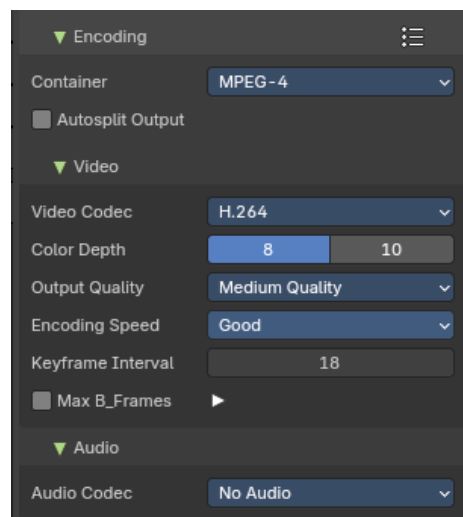 Encoding
Container MPEG-4
Autosplit Output
Video
Video Codec H.264
Color Depth 8 10
Output Quality Medium Quality
Encoding Speed Good
Keyframe Interval 18
Max B_Frames
Audio
Audio Codec No Audio